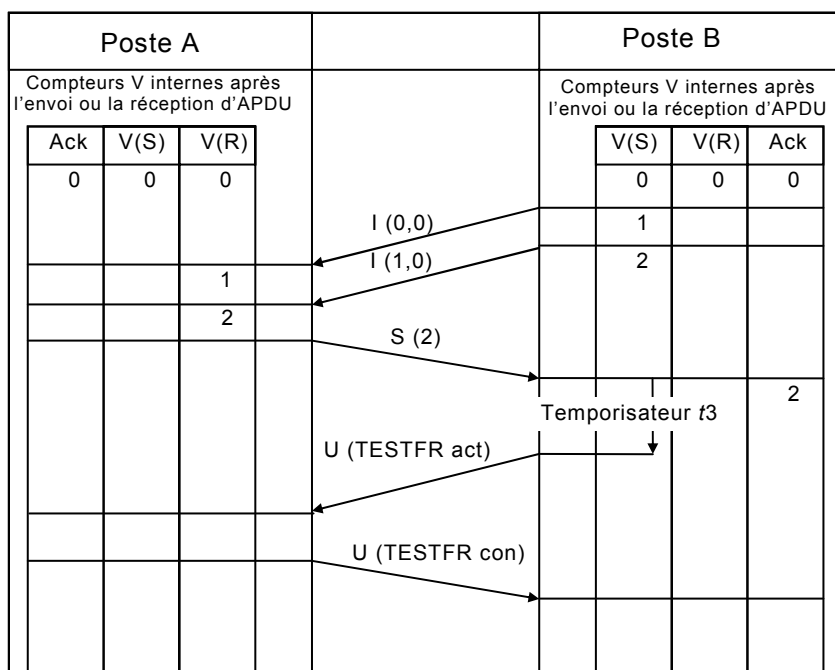 Poste A
Poste B
Compteurs V internes après
l'envoi ou la réception d'APDU
Compteurs V internes après
l'envoi ou la réception d'APDU
Ack V(S) V(R)
V(S) V(R) Ack
0 0 0
0 0 0
I (0,0)
1
I (1,0)
2
1
2
S (2)
2
Temporisateur t3
U (TESTFR act)
U (TESTFR con)